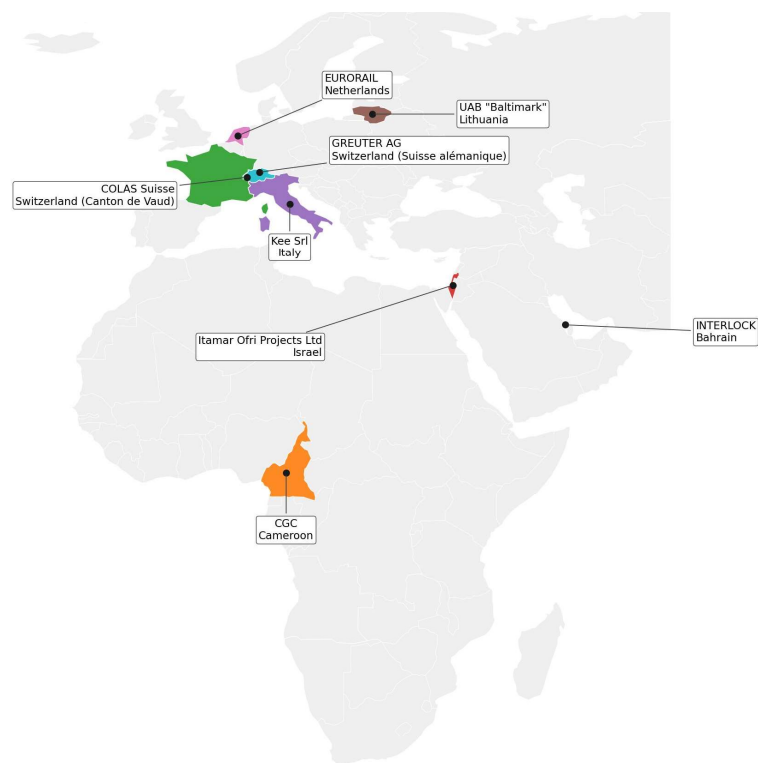 EURORAIL
Netherlands
UAB "Baltimark"
Lithuania
GREUTER AG
Switzerland (Suisse alémanique)
COLAS Suisse
Switzerland (Canton de Vaud)
Kee Srl
Italy
Itamar Ofri Projects Ltd
Israel
INTERLOCK
Bahrain
CGC
Cameroon